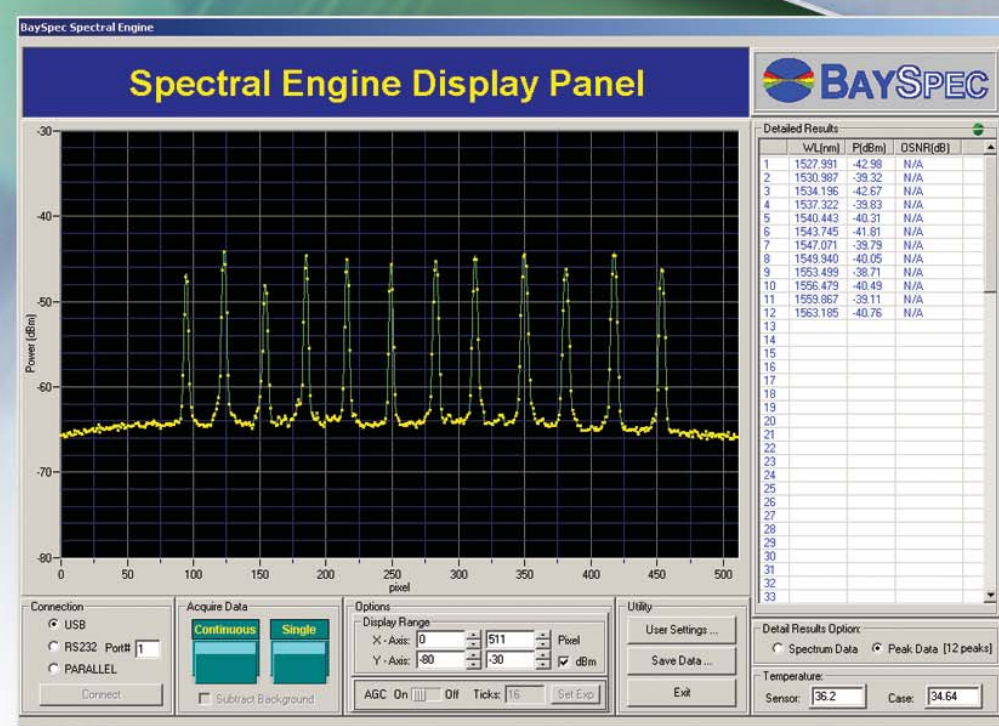 BaySpec Spectral Engine
Spectral Engine Display Panel
BAYSPEC
-30
-40
-50
-60
-70
-80
Power (dBm)
0 50 100 150 200 250 300 350 400 450 500
pixel
Detailed Results
WL(nm) P(dBm) OSNR(dB)
1 1527.991 -42.98 N/A
2 1530.987 -39.32 N/A
3 1534.196 -42.67 N/A
4 1537.322 -39.83 N/A
5 1540.443 -40.31 N/A
6 1543.745 -41.81 N/A
7 1547.071 -39.79 N/A
8 1549.940 -40.05 N/A
9 1553.499 -38.71 N/A
10 1556.479 -40.49 N/A
11 1559.867 -39.11 N/A
12 1563.185 -40.76 N/A
13
14
15
16
17
18
19
20
21
22
23
24
25
26
27
28
29
30
31
32
33
Connection
USB
RS232 Port# 1
PARALLEL
Connect
Acquire Data
Continuous Single
Subtract Background
Options
Display Range
X - Axis: 0 511 Pixel
Y - Axis: -80 -30 dBm
AGC On Off Ticks: 16 Set Exp
Utility
User Settings ...
Save Data ...
Exit
Detail Results Option:
Spectrum Data Peak Data [12 peaks]
Temperature:
Sensor: 36.2 Case: 34.64